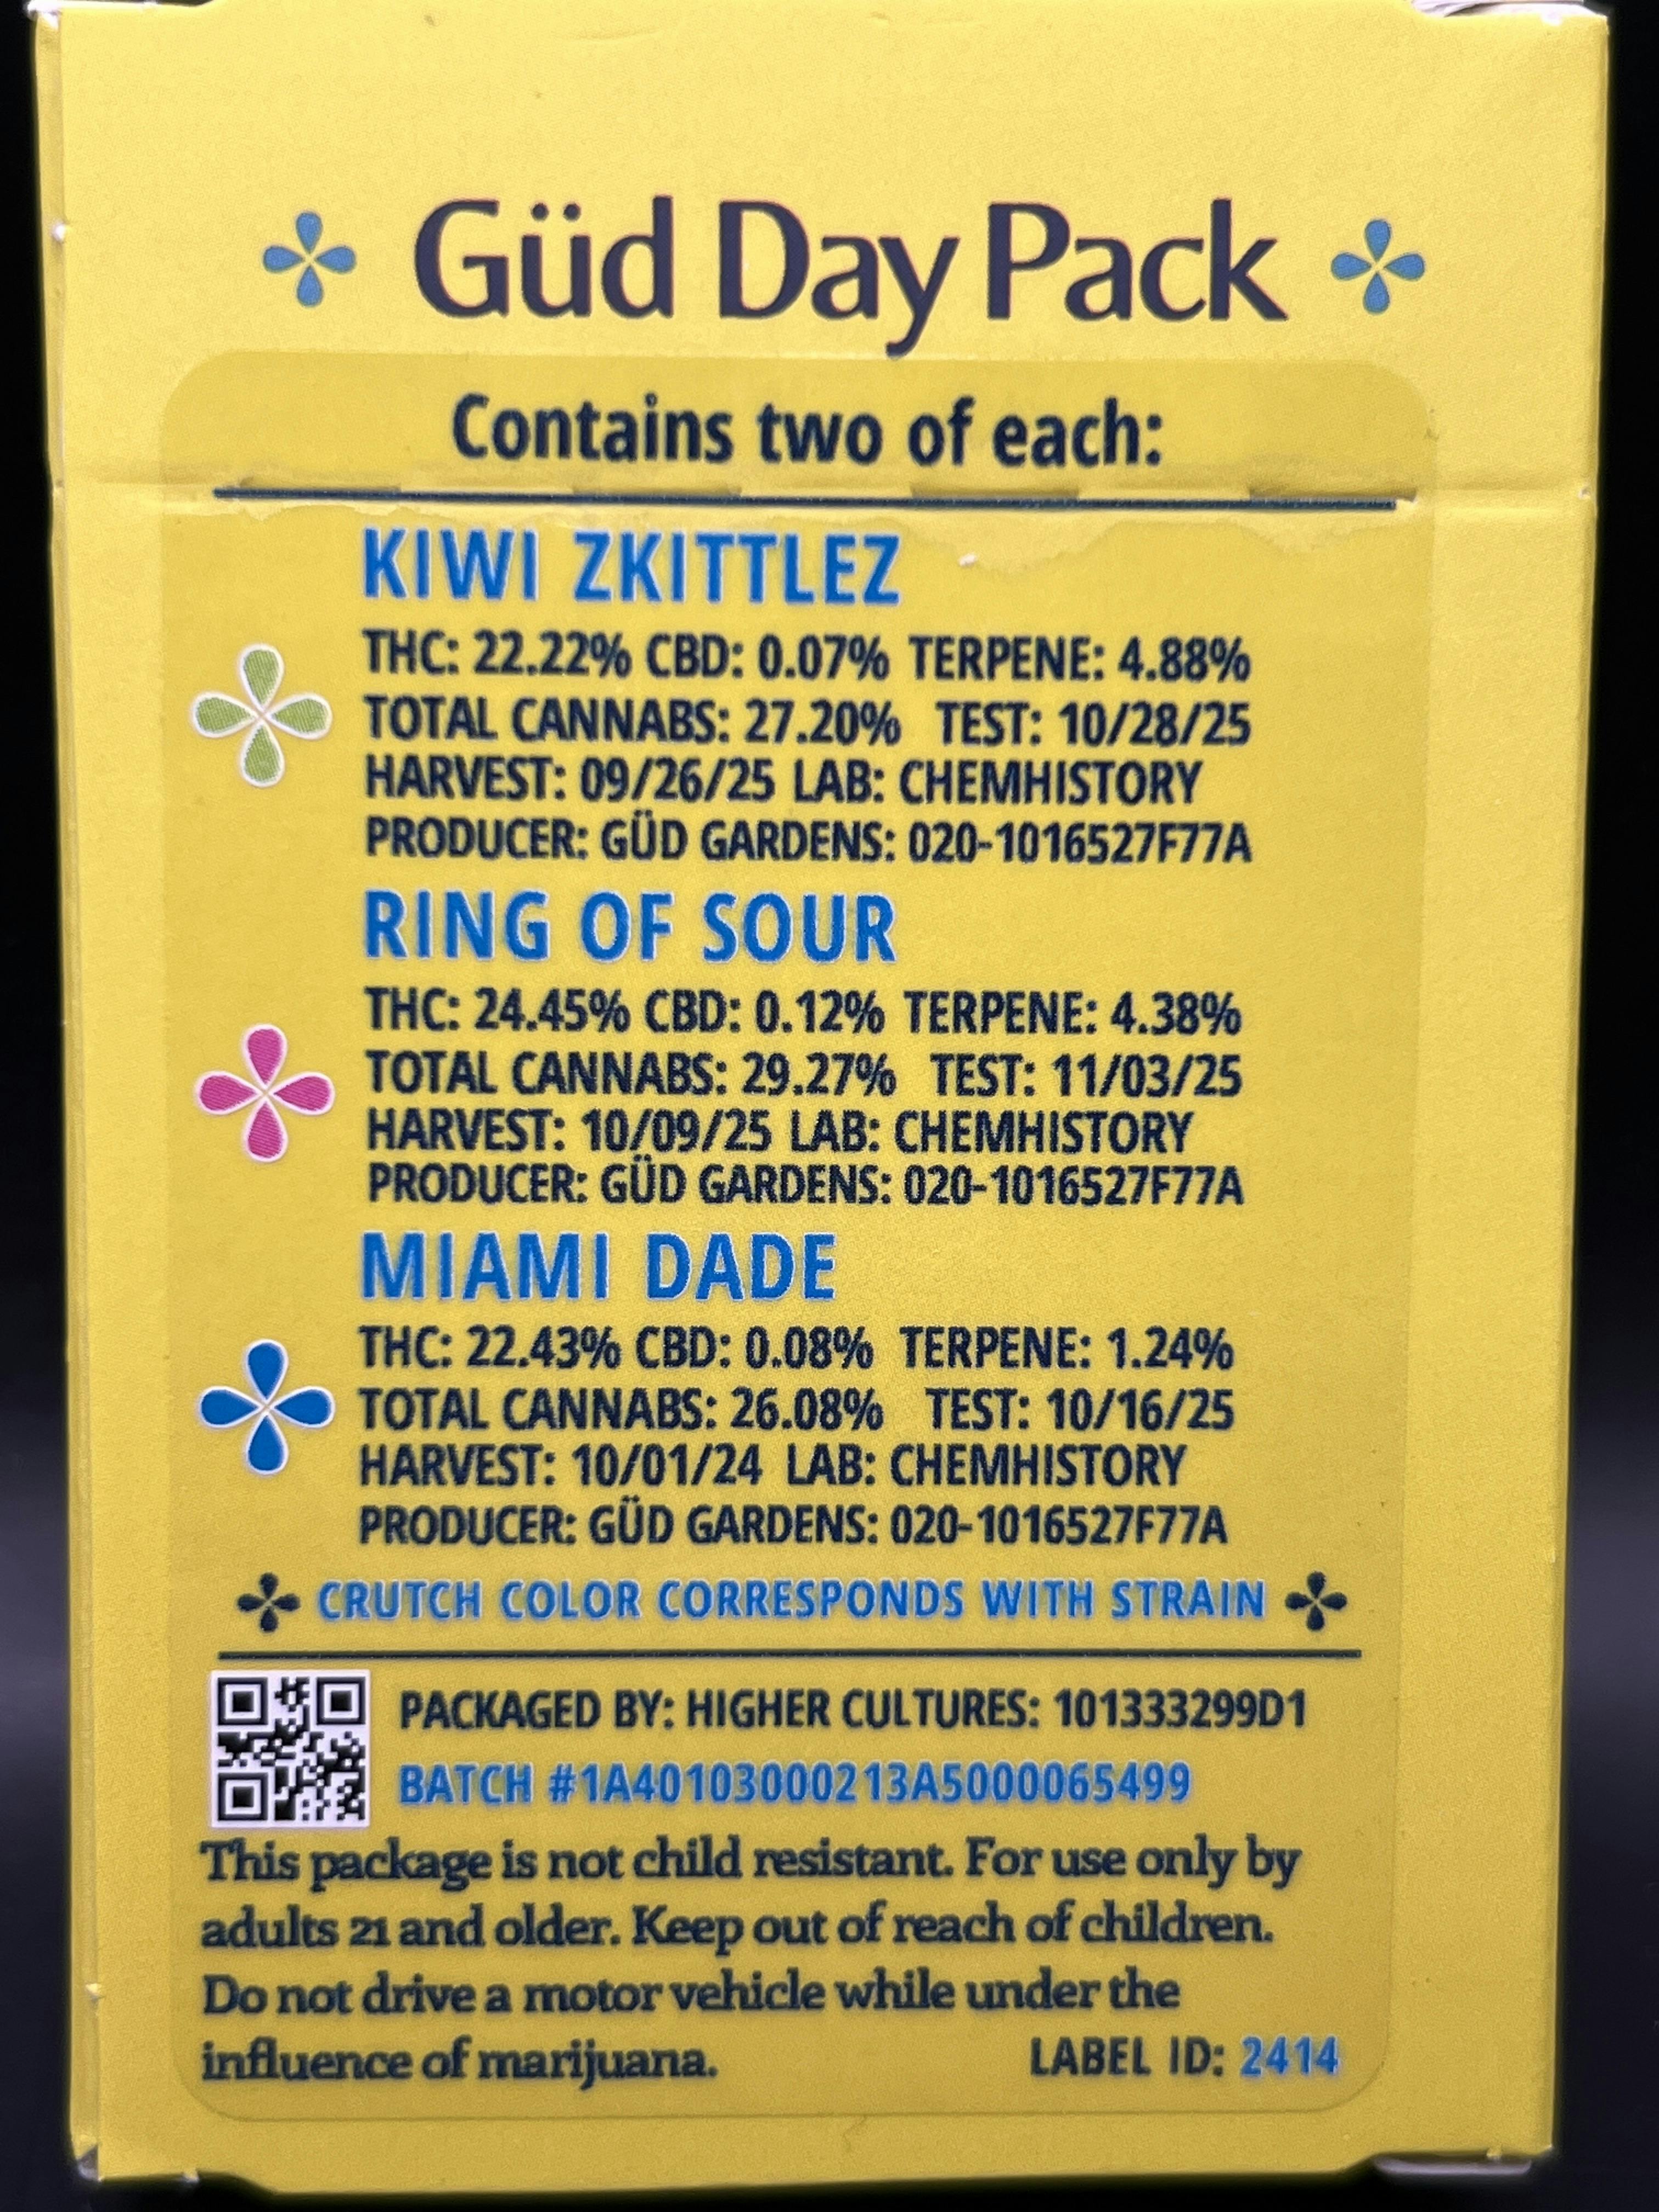 Güd Day Pack
Contains two of each:
KIWI ZKITTLEZ
THC: 22.22% CBD: 0.07% TERPENE: 4.88%
TOTAL CANNABS: 27.20% TEST: 10/28/25
HARVEST: 09/26/25 LAB: CHEMHISTORY
PRODUCER: GÜD GARDENS: 020-1016527F77A
RING OF SOUR
THC: 24.45% CBD: 0.12% TERPENE: 4.38%
TOTAL CANNABS: 29.27% TEST: 11/03/25
HARVEST: 10/09/25 LAB: CHEMHISTORY
PRODUCER: GÜD GARDENS: 020-1016527F77A
MIAMI DADE
THC: 22.43% CBD: 0.08% TERPENE: 1.24%
TOTAL CANNABS: 26.08% TEST: 10/16/25
HARVEST: 10/01/24 LAB: CHEMHISTORY
PRODUCER: GÜD GARDENS: 020-1016527F77A
CRUTCH COLOR CORRESPONDS WITH STRAIN
PACKAGED BY: HIGHER CULTURES: 101333299D1
BATCH #1A40103000213A5000065499
This package is not child resistant. For use only by
adults 21 and older. Keep out of reach of children.
Do not drive a motor vehicle while under the
influence of marijuana. LABEL ID: 2414